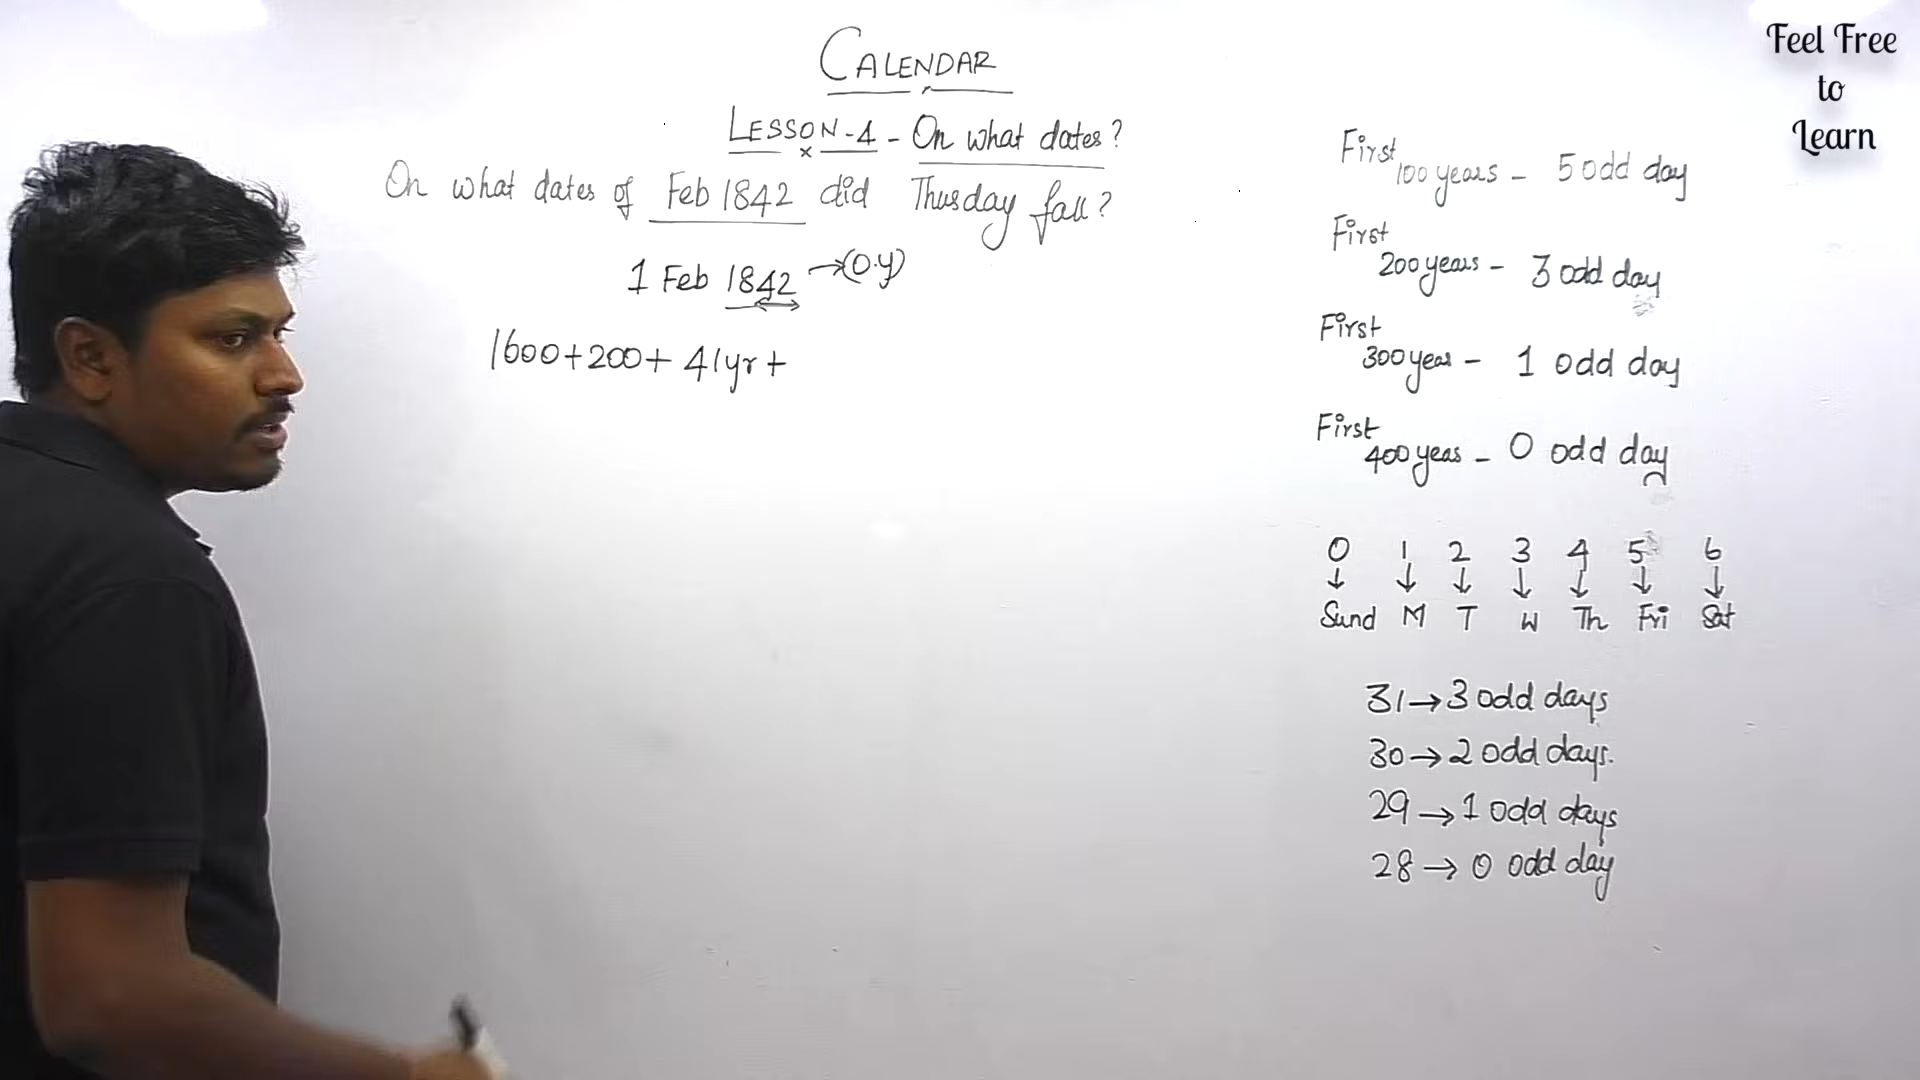 CALENDAR
LESSON-4 - On what dates?
On what dates of Feb 1842 did Thusday fall?
1 Feb 1842 →(O.y)
1600+200+ 41yr +
Feel Free
to
Learn
First
100 years - 5 odd day
First
200 years - 3 odd day
First
300 year - 1 odd day
First
400 yeas - 0 odd day
0 1 2 3 4 5 6
↓ ↓ ↓ ↓ ↓ ↓ ↓
Sund M T W Th Fri Sat
31 → 3 odd days
30 → 2 odd days.
29 → 1 odd days
28 → 0 odd day